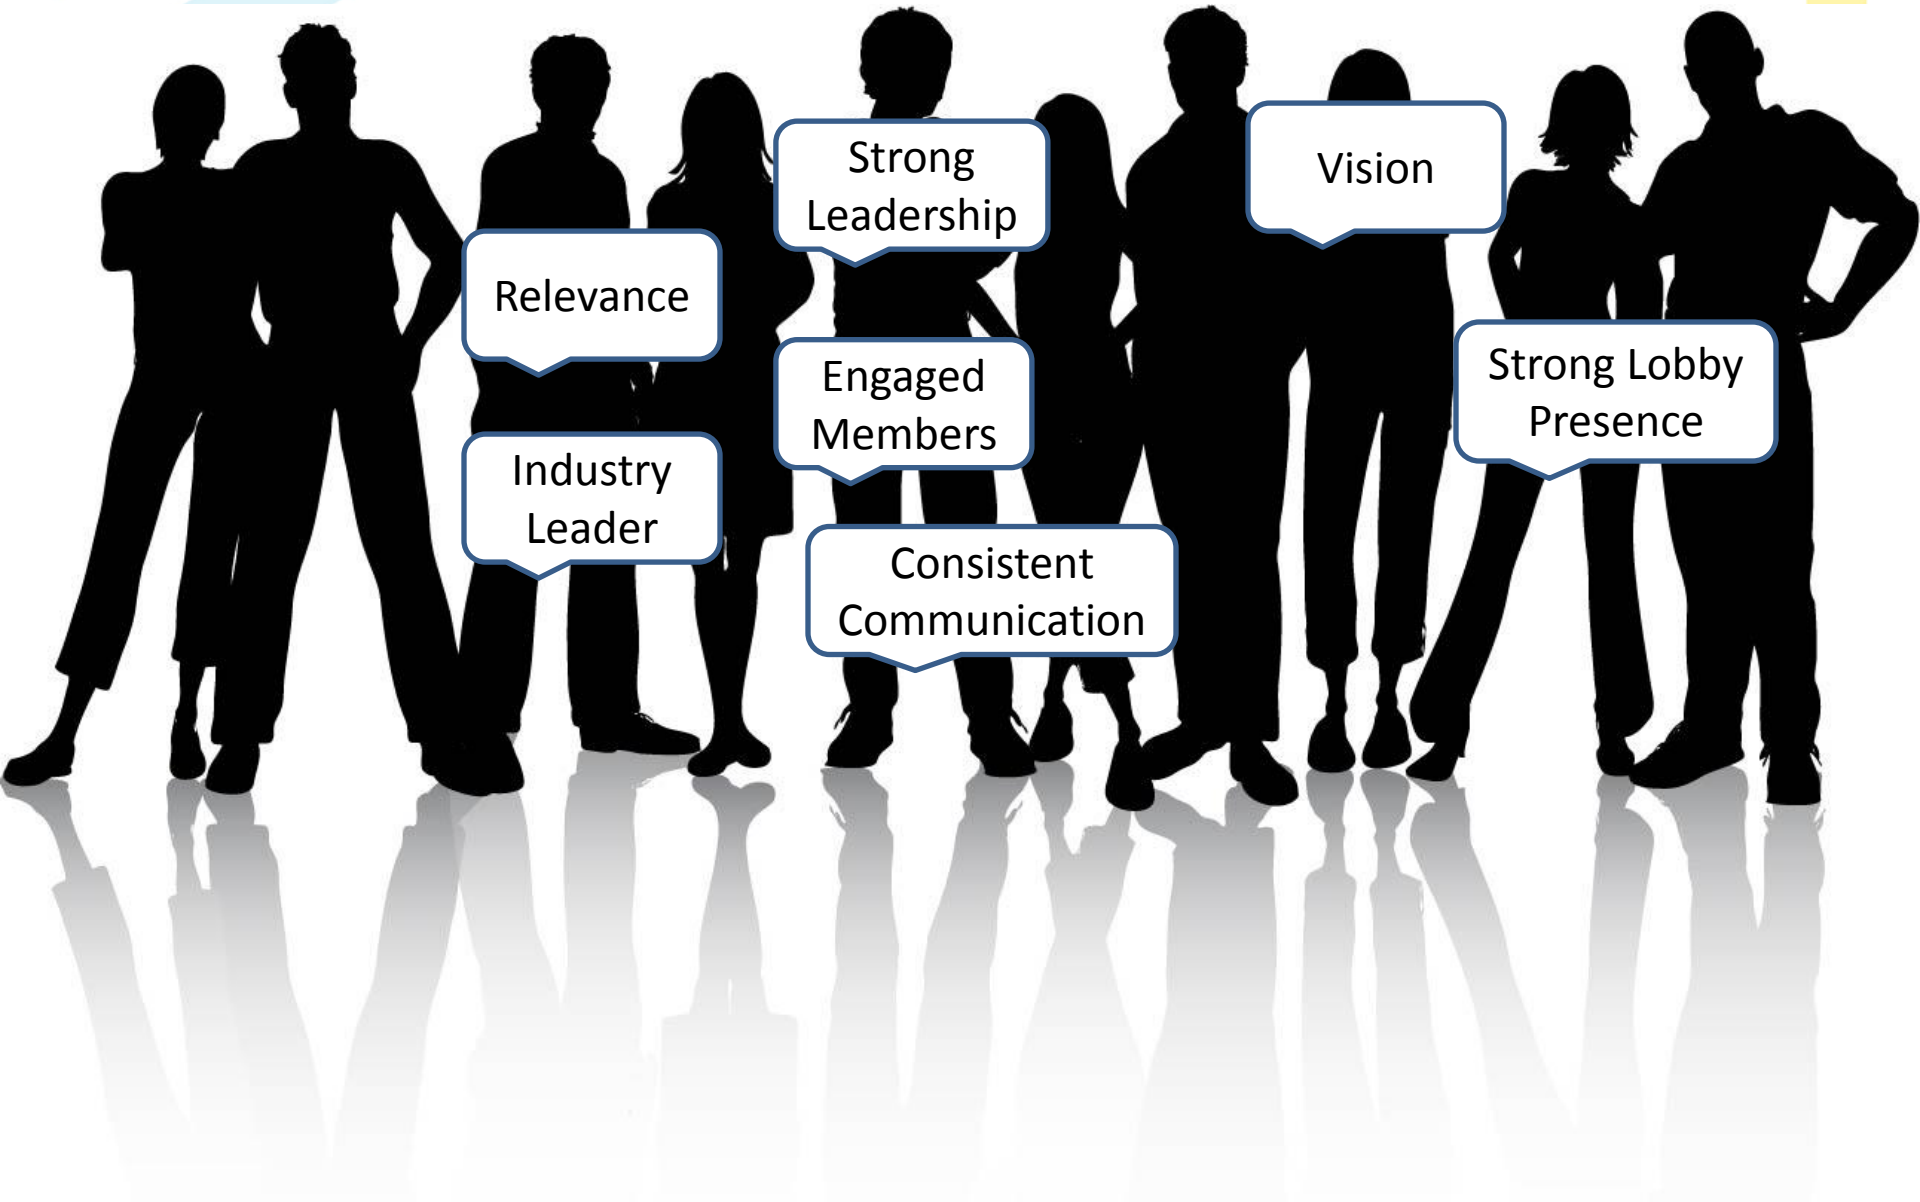 Strong
Leadership
Vision
Relevance
Engaged
Members
Strong Lobby
Presence
Industry
Leader
Consistent
Communication